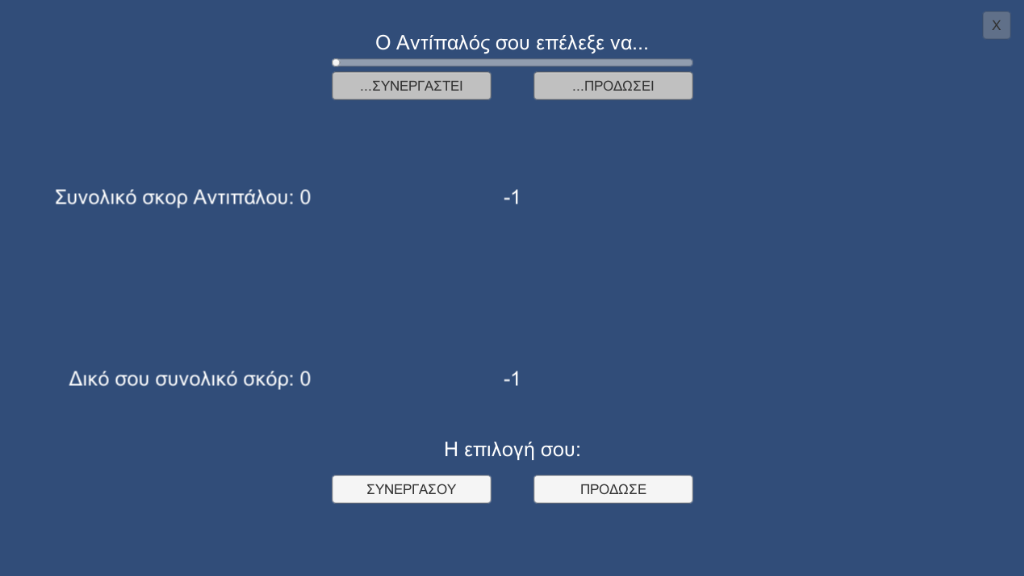 X
Ο Αντίπαλός σου επέλεξε να...
...ΣΥΝΕΡΓΑΣΤΕΙ
...ΠΡΟΔΩΣΕΙ
Συνολικό σκορ Αντιπάλου: 0
-1
Δικό σου συνολικό σκόρ: 0
-1
Η επιλογή σου:
ΣΥΝΕΡΓΑΣΟΥ
ΠΡΟΔΩΣΕ